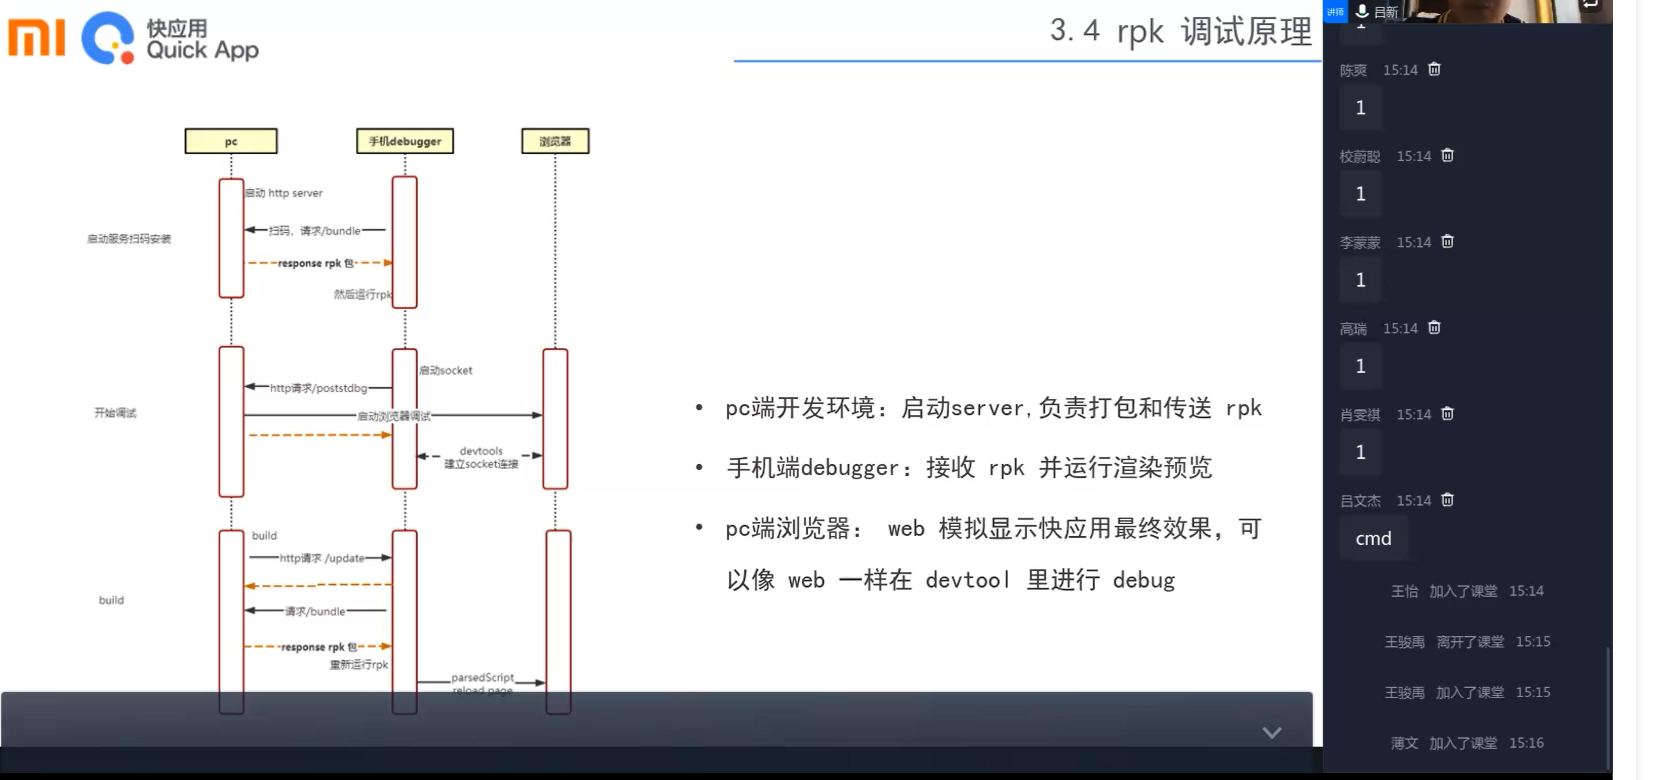 mi
快应用
Quick App
3.4 rpk 调试原理
pc
手机debugger
浏览器
启动 http server
扫码，请求/bundle
启动服务扫码安装
response rpk 包
然后运行rpk
启动socket
http请求/poststdbg
开始调试
启动浏览器调试
devtools
建立socket连接
build
http请求 /update
build
请求/bundle
response rpk 包
重新运行rpk
parsedScript
reload page
• pc端开发环境：启动server,负责打包和传送 rpk
• 手机端debugger：接收 rpk 并运行渲染预览
• pc端浏览器： web 模拟显示快应用最终效果，可
以像 web 一样在 devtool 里进行 debug
讲师 吕新
1
陈爽 15:14
1
校蔚聪 15:14
1
李蒙蒙 15:14
1
高瑞 15:14
1
肖雯祺 15:14
1
吕文杰 15:14
cmd
王怡 加入了课堂 15:14
王骏禹 离开了课堂 15:15
王骏禹 加入了课堂 15:15
薄文 加入了课堂 15:16